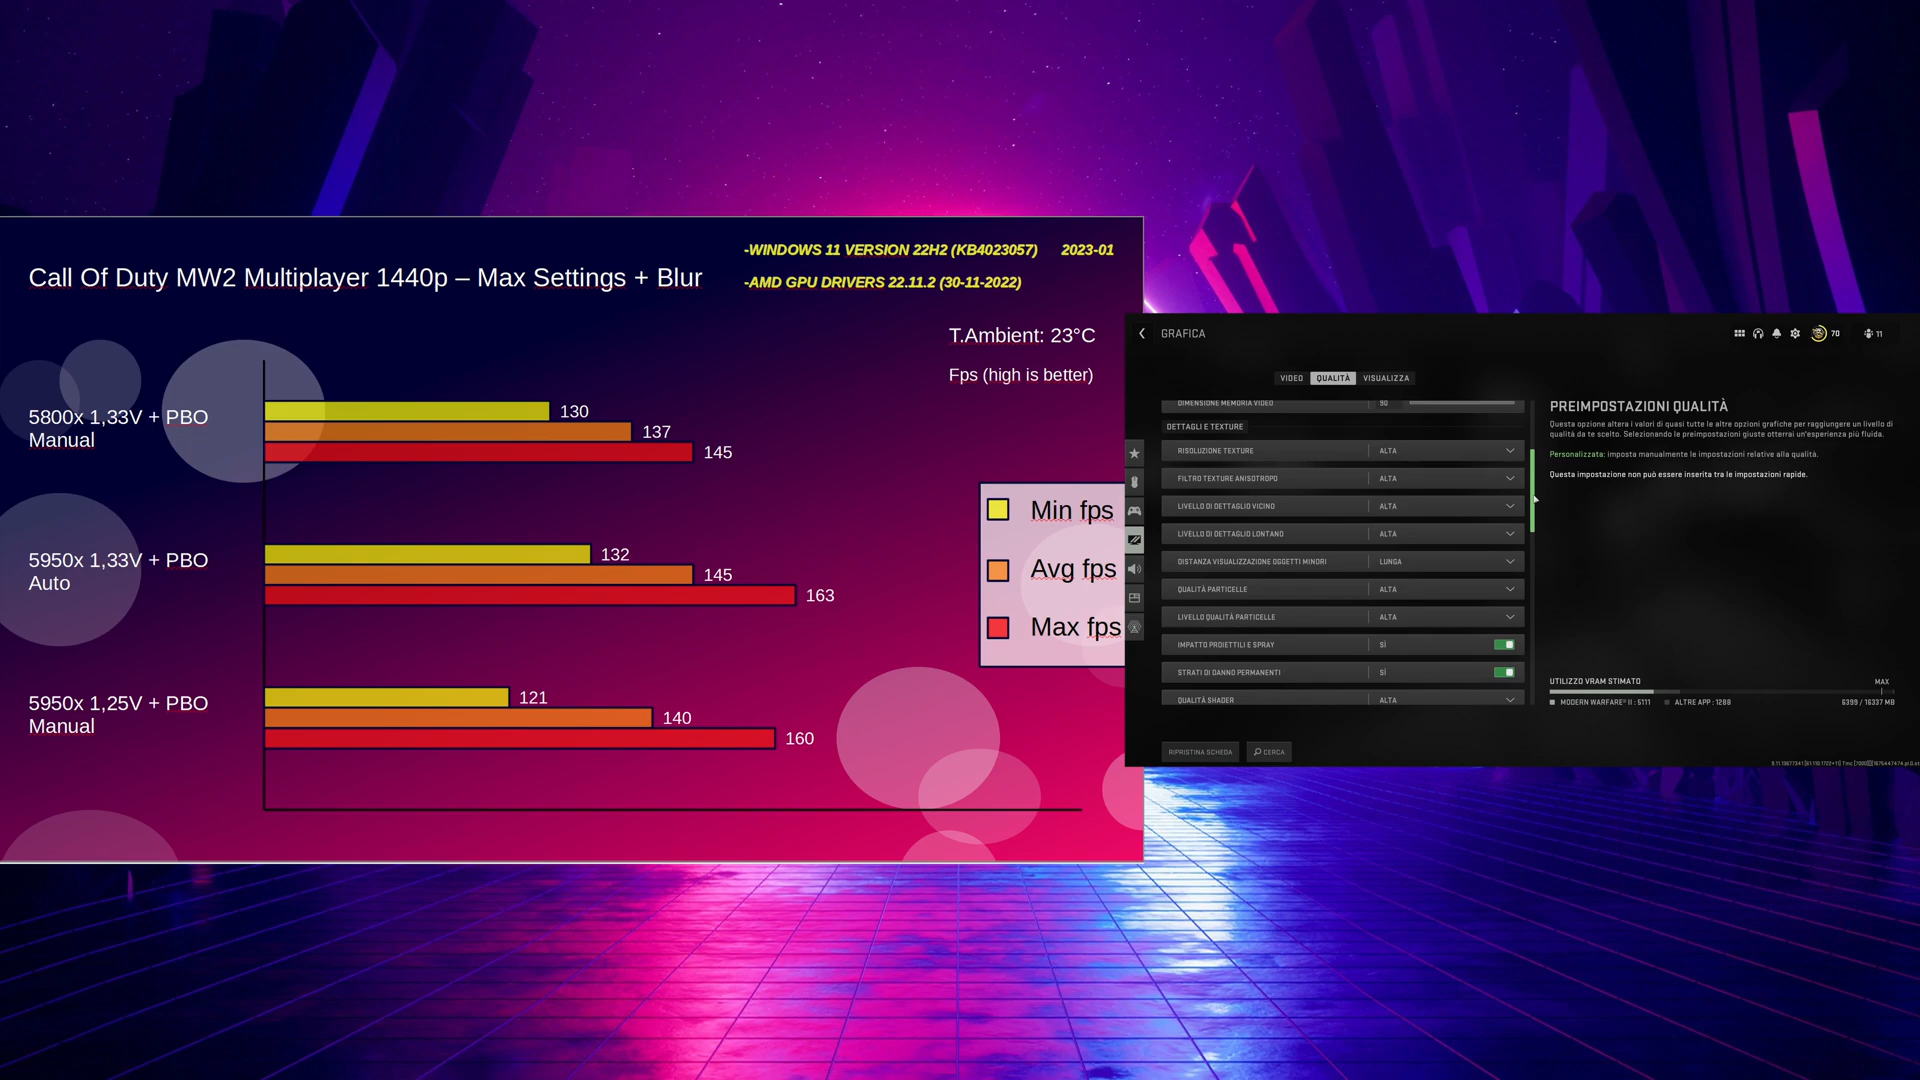 -WINDOWS 11 VERSION 22H2 (KB4023057) 2023-01
Call Of Duty MW2 Multiplayer 1440p – Max Settings + Blur
-AMD GPU DRIVERS 22.11.2 (30-11-2022)
T.Ambient: 23°C
Fps (high is better)
5800x 1,33V + PBO
Manual
130
137
145
5950x 1,33V + PBO
Auto
132
145
163
5950x 1,25V + PBO
Manual
121
140
160
Min fps
Avg fps
Max fps
GRAFICA
70
11
VIDEO QUALITÀ VISUALIZZA
DIMENSIONE MEMORIA VIDEO 90
DETTAGLI E TEXTURE
RISOLUZIONE TEXTURE ALTA
FILTRO TEXTURE ANISOTROPO ALTA
LIVELLO DI DETTAGLIO VICINO ALTA
LIVELLO DI DETTAGLIO LONTANO ALTA
DISTANZA VISUALIZZAZIONE OGGETTI MINORI LUNGA
QUALITÀ PARTICELLE ALTA
LIVELLO QUALITÀ PARTICELLE ALTA
IMPATTO PROIETTILI E SPRAY SÌ
STRATI DI DANNO PERMANENTI SÌ
QUALITÀ SHADER ALTA
RIPRISTINA SCHEDA CERCA
PREIMPOSTAZIONI QUALITÀ
Questa opzione altera i valori di quasi tutte le altre opzioni grafiche per raggiungere un livello di
qualità da te scelto. Selezionando le preimpostazioni giuste otterrai un'esperienza più fluida.
Personalizzata: imposta manualmente le impostazioni relative alla qualità.
Questa impostazione non può essere inserita tra le impostazioni rapide.
UTILIZZO VRAM STIMATO MAX
MODERN WARFARE® II : 5111 ALTRE APP : 1288 6399 / 16337 MB